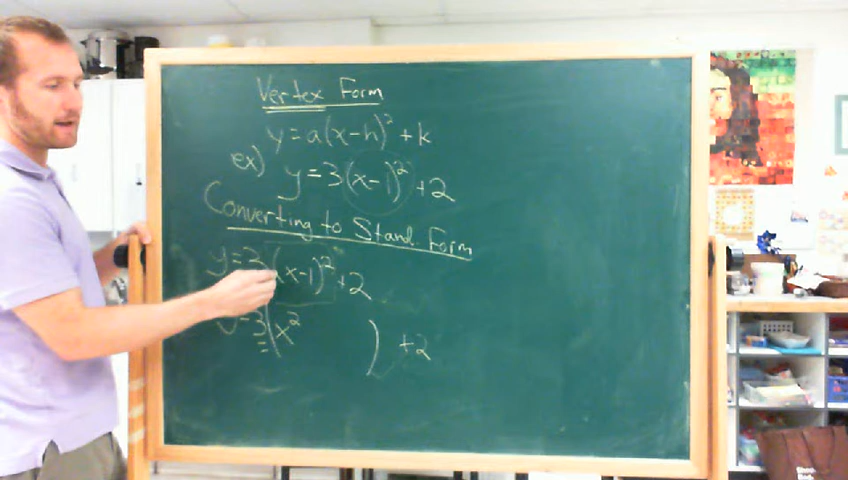 Vertex Form
y = a(x-h)² + k
ex) y = 3(x-1)² + 2
Converting to Stand. Form
y = 3(x-1)² + 2
y = 3(x² ) + 2